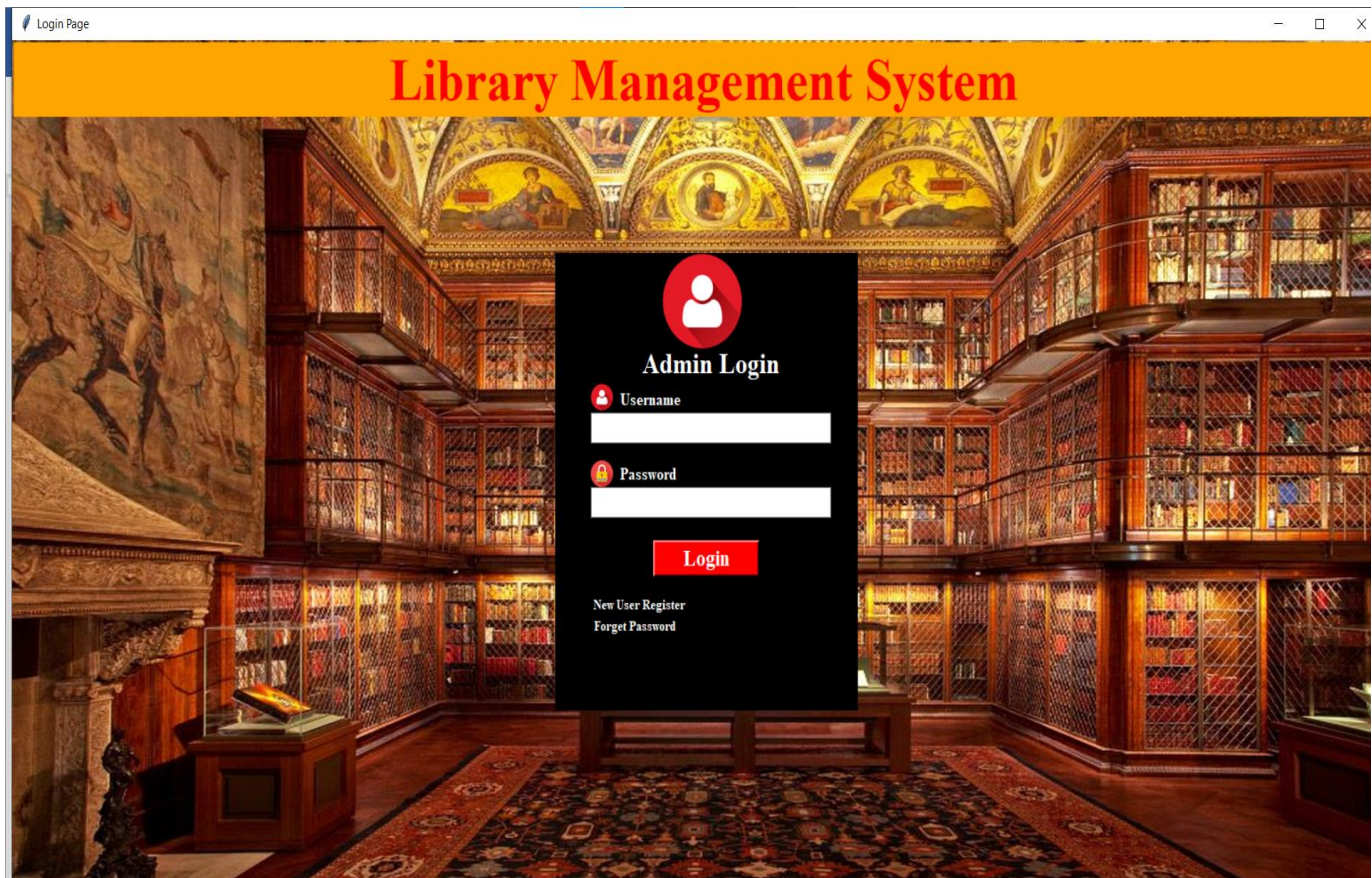 Login Page
Library Management System
Admin Login
Username
Password
Login
New User Register
Forget Password